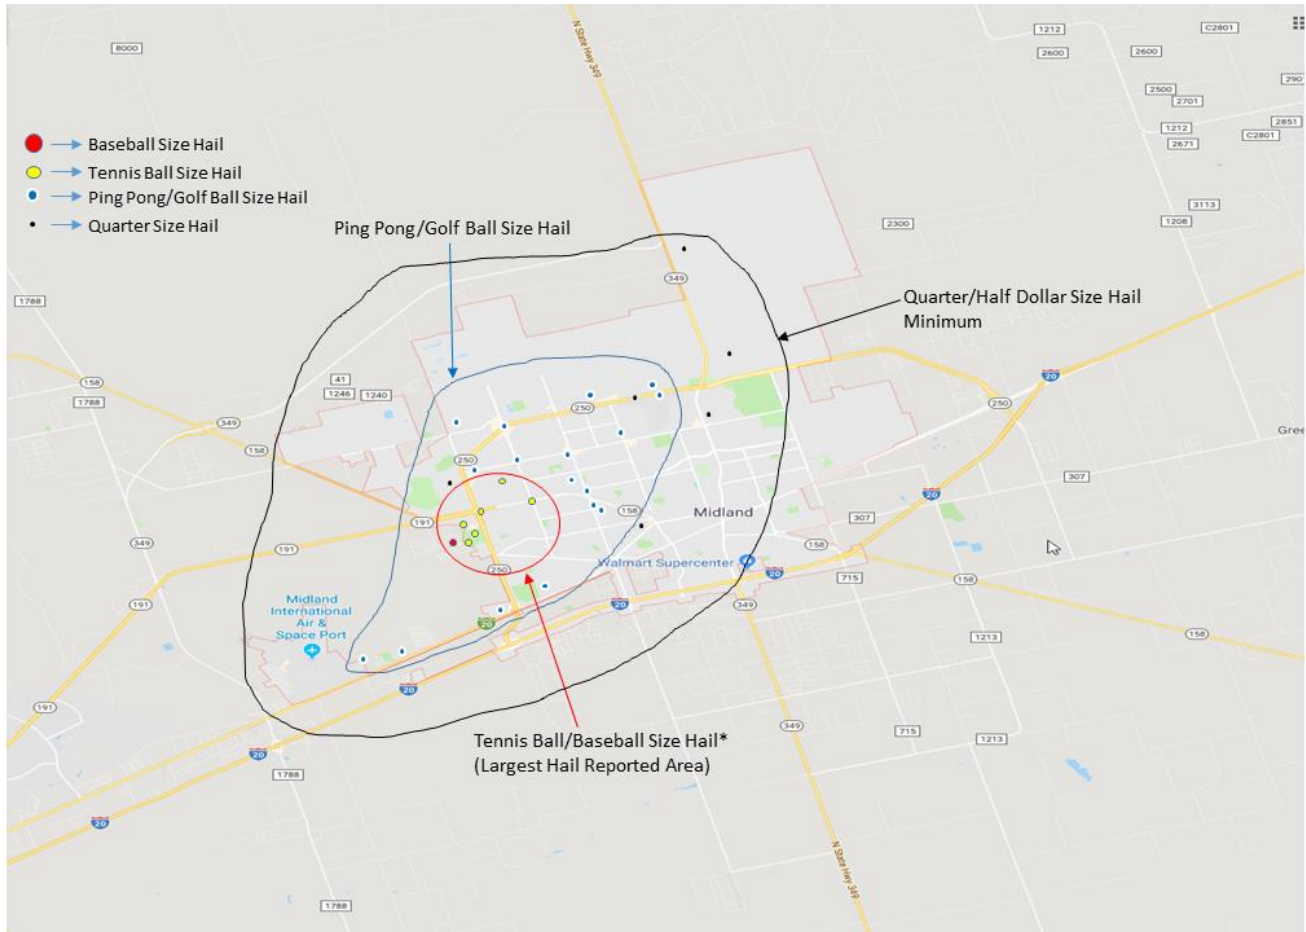 N State Hwy 349
1212
C2801
8000
2600
2600
290
2500
2701
1212
2851
C2801
2671
Baseball Size Hail
Tennis Ball Size Hail
Ping Pong/Golf Ball Size Hail
Quarter Size Hail
3113
1208
2300
Ping Pong/Golf Ball Size Hail
349
1788
Quarter/Half Dollar Size Hail
Minimum
158
1788
41
1246
1240
20
250
250
349
158
Gree
250
307
20
191
158
Midland
307
349
191
158
Walmart Supercenter
250
20
715
158
191
Midland
International
Air &
Space Port
20
20
349
1213
158
20
191
349
715
1213
Tennis Ball/Baseball Size Hail*
(Largest Hail Reported Area)
20
1788
20
N State Hwy 349
1788